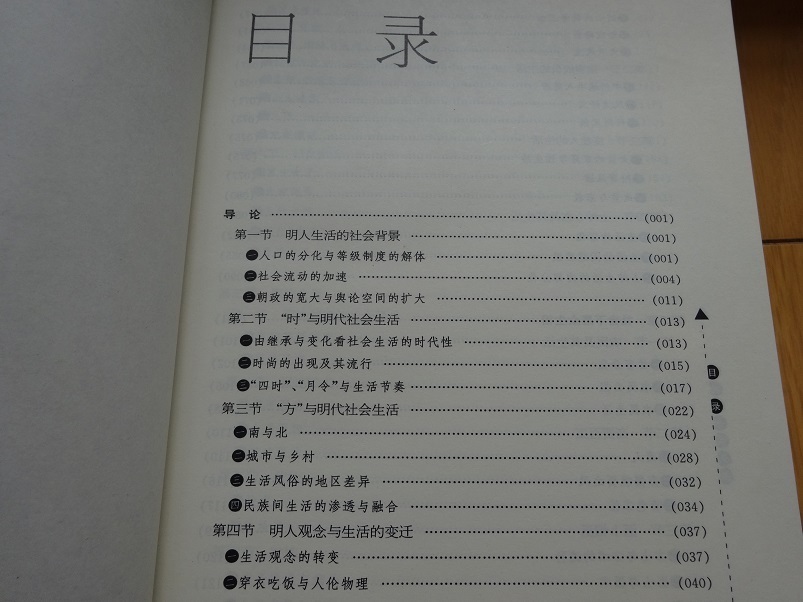 目 录
导 论 ……………………………………………… (001)
第一节 明人生活的社会背景 ……………………………… (001)
一人口的分化与等级制度的解体 ……………………………… (001)
二社会流动的加速 ……………………………………… (004)
三朝政的宽大与舆论空间的扩大 ……………………………… (011)
第二节 “时”与明代社会生活 ……………………………… (013)
一由继承与变化看社会生活的时代性 ………………………… (013)
二时尚的出现及其流行 ……………………………………… (015)
三“四时”、“月令”与生活节奏 ……………………………… (017)
第三节 “方”与明代社会生活 ……………………………… (022)
一南与北 ……………………………………………… (024)
二城市与乡村 ……………………………………………… (028)
三生活风俗的地区差异 ……………………………………… (032)
四民族间生活的渗透与融合 ……………………………… (034)
第四节 明人观念与生活的变迁 ……………………………… (037)
一生活观念的转变 ……………………………………… (037)
二穿衣吃饭与人伦物理 ……………………………………… (040)
目
录